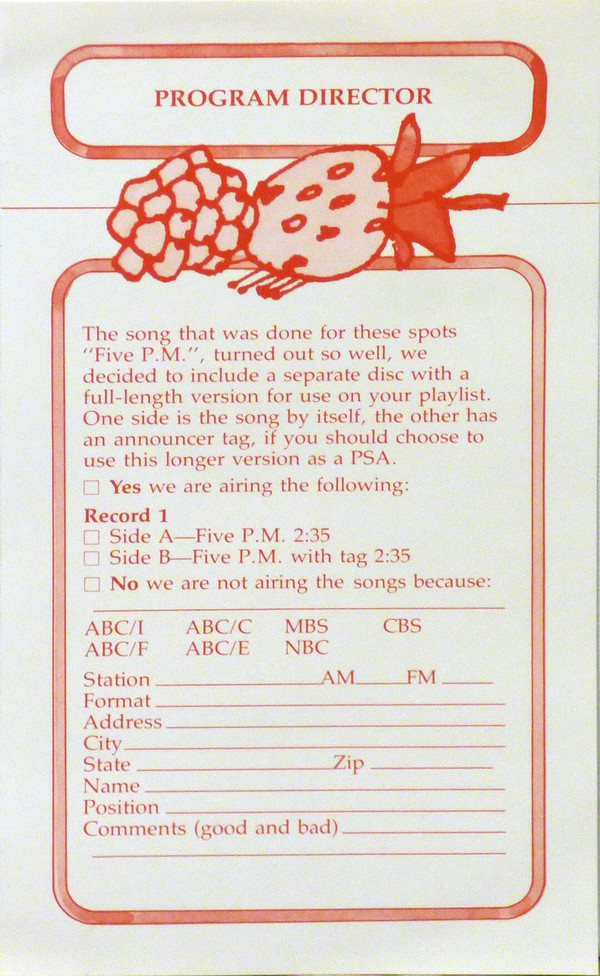 PROGRAM DIRECTOR
The song that was done for these spots
"Five P.M.", turned out so well, we
decided to include a separate disc with a
full-length version for use on your playlist.
One side is the song by itself, the other has
an announcer tag, if you should choose to
use this longer version as a PSA.
☐ Yes we are airing the following:
Record 1
☐ Side A—Five P.M. 2:35
☐ Side B—Five P.M. with tag 2:35
☐ No we are not airing the songs because:
ABC/I ABC/C MBS CBS
ABC/F ABC/E NBC
Station AM FM
Format
Address
City
State Zip
Name
Position
Comments (good and bad)